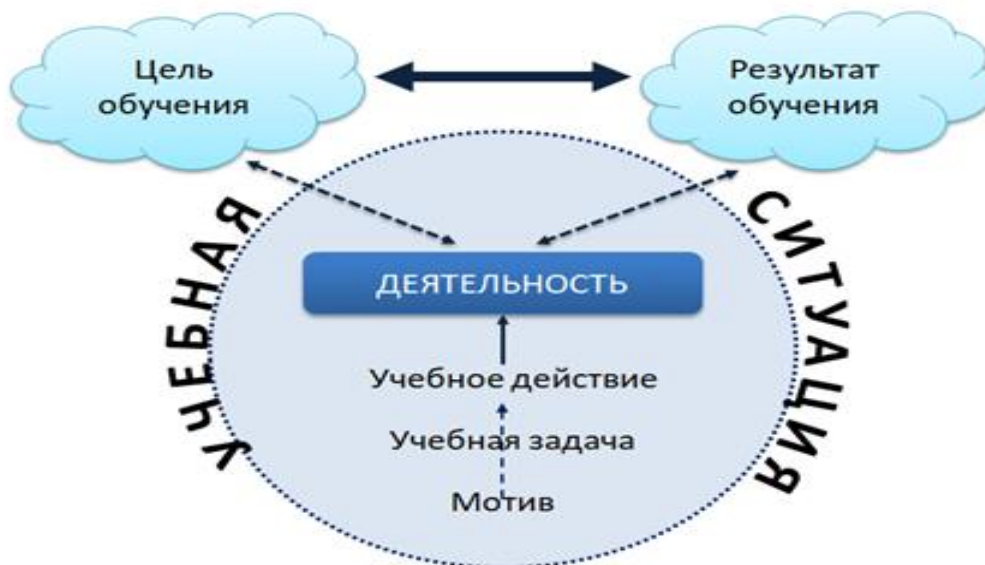 Цель
обучения
Результат
обучения
УЧЕБНАЯ
СИТУАЦИЯ
ДЕЯТЕЛЬНОСТЬ
Учебное действие
Учебная задача
Мотив